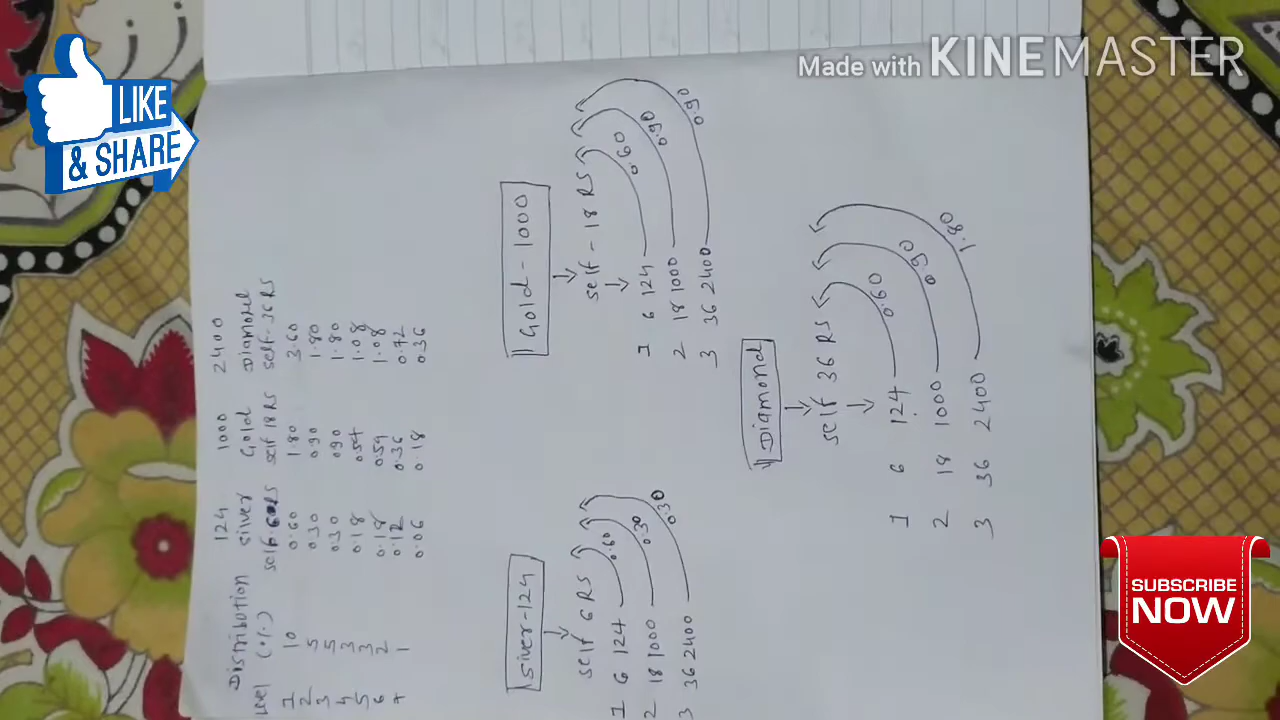 Made with KINEMASTER
LIKE
& SHARE
SUBSCRIBE
NOW
Distribution 124 1000 2400
Level (%) Silver Gold Diamond
self-6 RS self 18 RS self-36 RS
1 10 0.60 1.80 3.60
2 5 0.30 0.90 1.80
3 5 0.30 0.90 1.80
4 3 0.18 0.54 1.08
5 3 0.18 0.54 1.08
6 2 0.12 0.36 0.72
7 1 0.06 0.18 0.36
Silver-124
self 6 RS
1 6 124 0.60
2 18 1000 0.30
3 36 2400 0.30
Gold-1000
self-18 RS
1 6 124 0.60
2 18 1000 0.90
3 36 2400 0.90
Diamond
self 36 RS
1 6 124 0.60
2 18 1000 0.90
3 36 2400 1.80